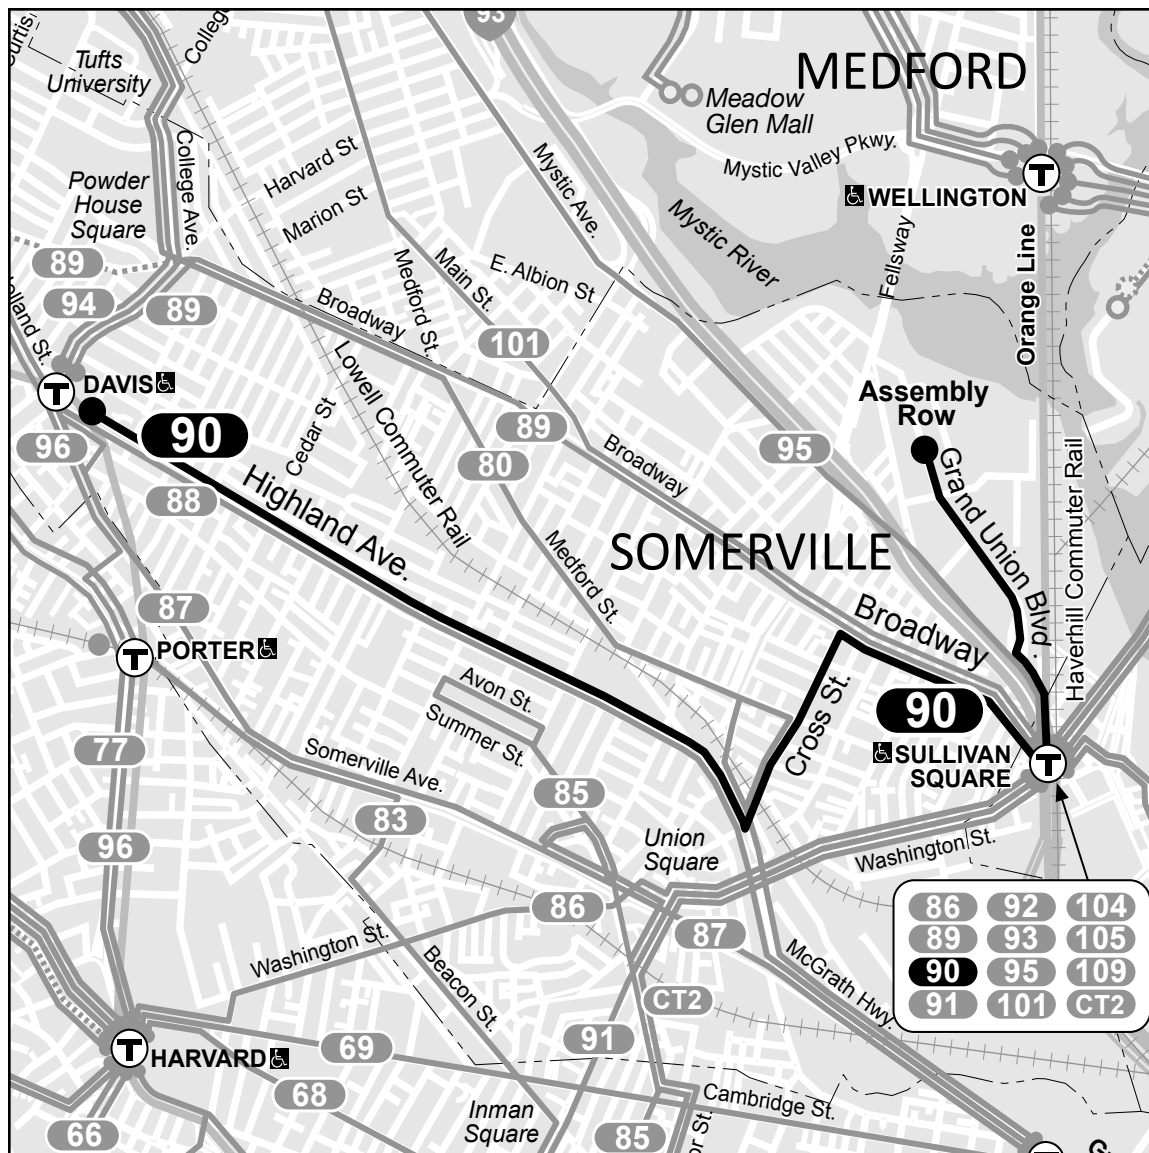 93
MEDFORD
Curtis
College
Tufts
University
Meadow
Glen Mall
Mystic Valley Pkwy.
T
WELLINGTON
College Ave.
Harvard St
Marion St
Powder
House
Square
Mystic Ave.
Mystic River
Fellsway
Orange Line
89
94
89
Holland St.
Broadway
Medford St.
Main St.
E. Albion St
101
Lowell Commuter Rail
T
DAVIS
90
96
88
Cedar St
Highland Ave.
89
80
Broadway
95
Assembly
Row
Grand Union Blvd.
Haverhill Commuter Rail
Medford St.
SOMERVILLE
Broadway
87
T
PORTER
Avon St.
Summer St.
Cross St.
90
SULLIVAN
SQUARE
T
77
Somerville Ave.
85
83
96
Union
Square
Washington St.
86
87
Washington St.
Beacon St.
McGrath Hwy.
CT2
91
86 92 104
89 93 105
90 95 109
91 101 CT2
T
HARVARD
69
68
66
Inman
Square
Cambridge St.
85
or St.
T